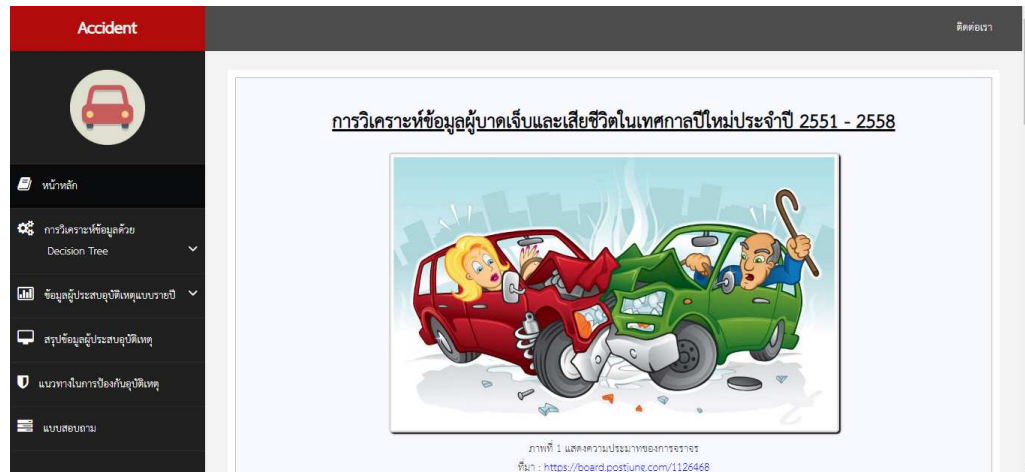 Accident
ติดต่อเรา
การวิเคราะห์ข้อมูลผู้บาดเจ็บและเสียชีวิตในเทศกาลปีใหม่ประจำปี 2551 - 2558
หน้าหลัก
การวิเคราะห์ข้อมูลด้วย
Decision Tree
ข้อมูลผู้ประสบอุบัติเหตุแบบรายปี
สรุปข้อมูลผู้ประสบอุบัติเหตุ
แนวทางในการป้องกันอุบัติเหตุ
แบบสอบถาม
ภาพที่ 1 แสดงความประมาทของการจราจร
ที่มา : https://board.postjung.com/1126468